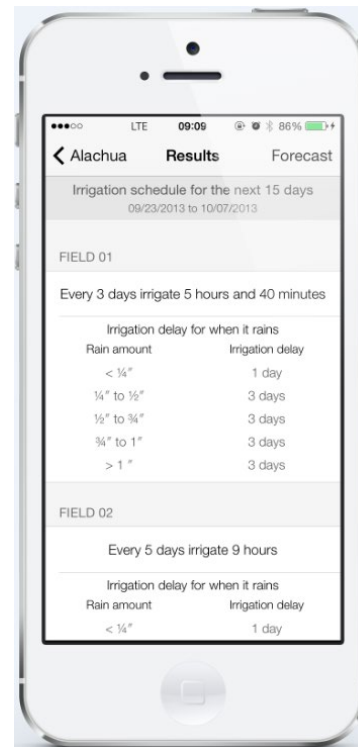 LTE 09:09 86%
Alachua Results Forecast
Irrigation schedule for the next 15 days
09/23/2013 to 10/07/2013
FIELD 01
Every 3 days irrigate 5 hours and 40 minutes
Irrigation delay for when it rains
Rain amount Irrigation delay
< ¼" 1 day
¼" to ½" 3 days
½" to ¾" 3 days
¾" to 1" 3 days
> 1 " 3 days
FIELD 02
Every 5 days irrigate 9 hours
Irrigation delay for when it rains
Rain amount Irrigation delay
< ¼" 1 day